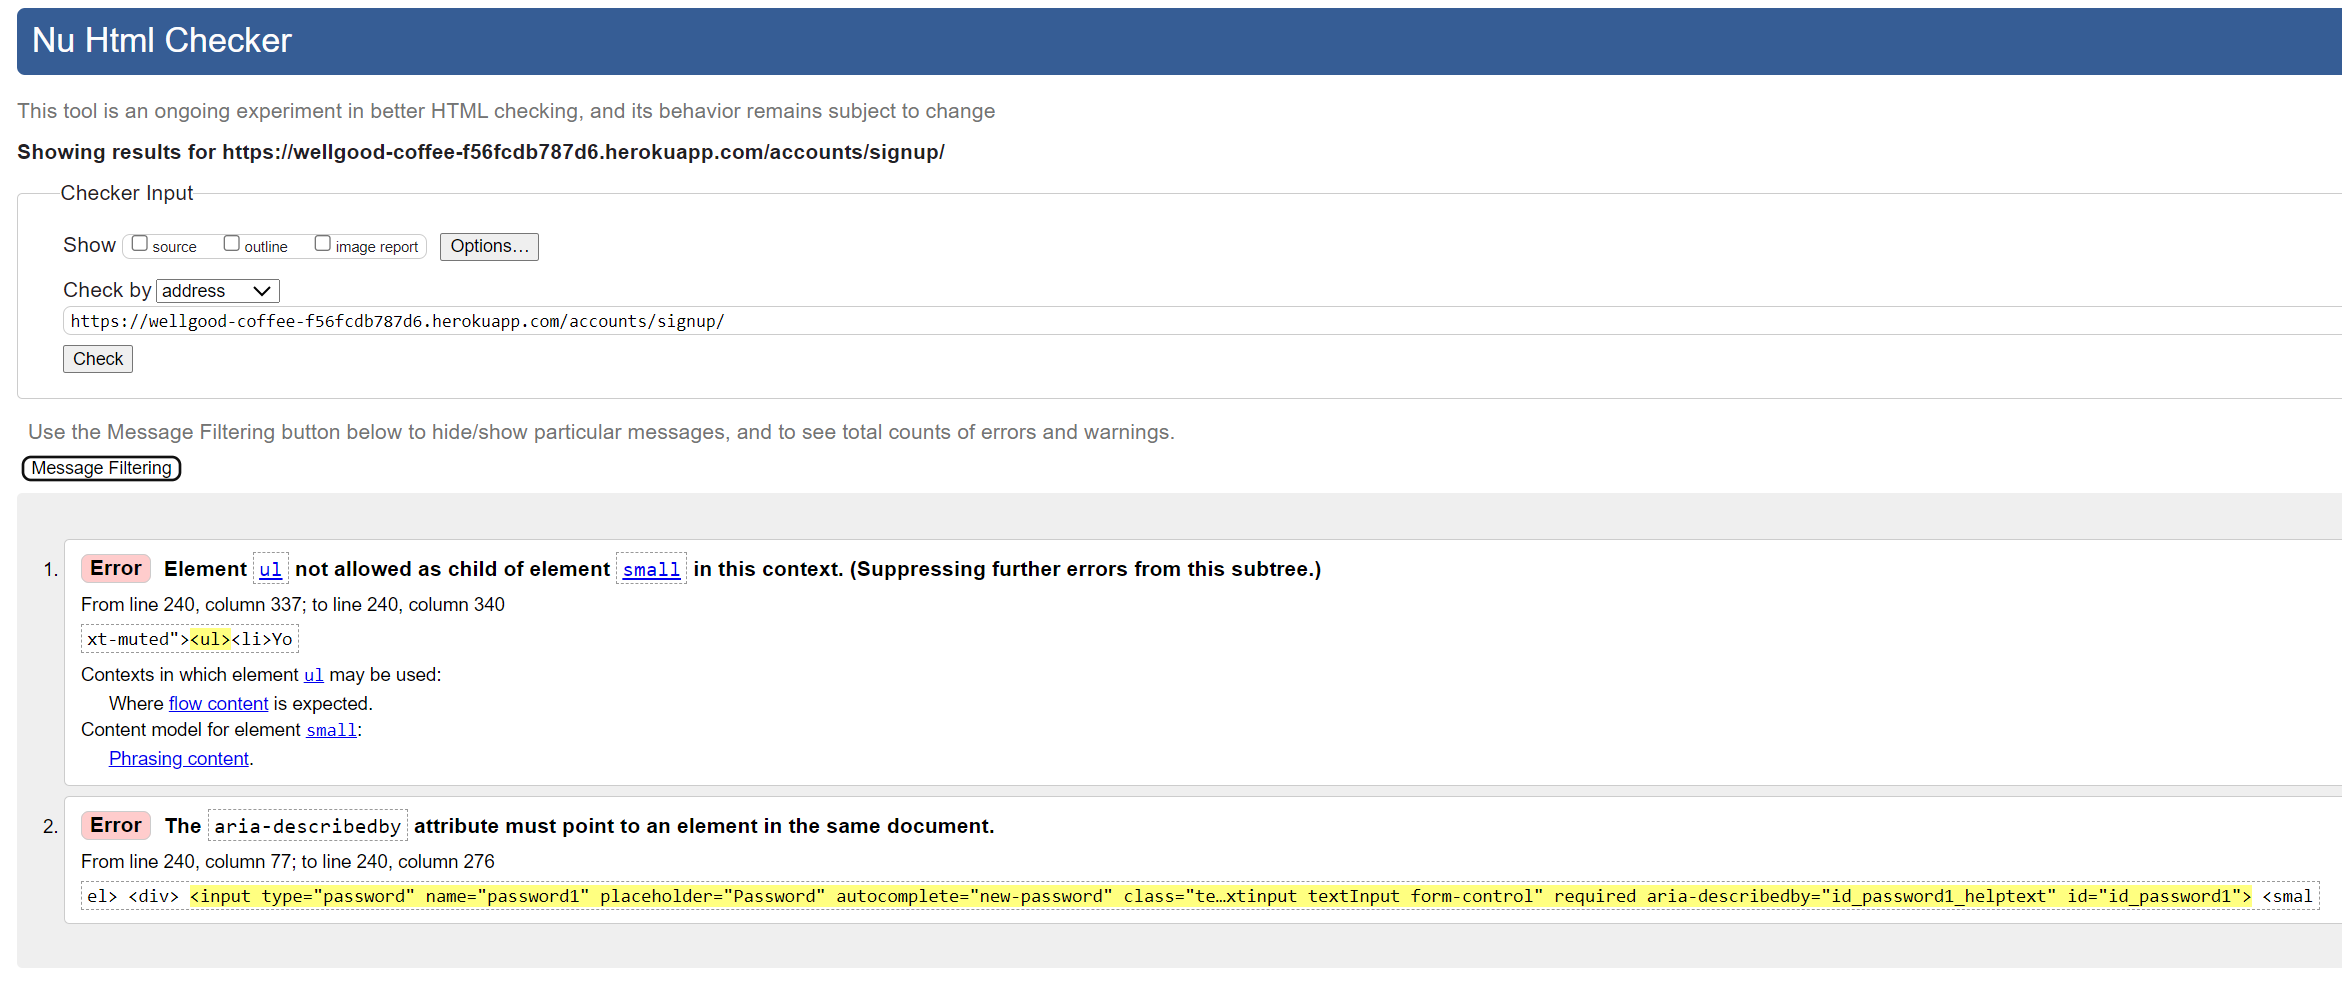 Nu Html Checker
This tool is an ongoing experiment in better HTML checking, and its behavior remains subject to change
Showing results for https://wellgood-coffee-f56fcdb787d6.herokuapp.com/accounts/signup/
Checker Input
Show source outline image report Options...
Check by address
https://wellgood-coffee-f56fcdb787d6.herokuapp.com/accounts/signup/
Check
Use the Message Filtering button below to hide/show particular messages, and to see total counts of errors and warnings.
Message Filtering
1. Error Element ul not allowed as child of element small in this context. (Suppressing further errors from this subtree.)
From line 240, column 337; to line 240, column 340
xt-muted"><ul><li>Yo
Contexts in which element ul may be used:
Where flow content is expected.
Content model for element small:
Phrasing content.
2. Error The aria-describedby attribute must point to an element in the same document.
From line 240, column 77; to line 240, column 276
el> <div> <input type="password" name="password1" placeholder="Password" autocomplete="new-password" class="te…xtinput textInput form-control" required aria-describedby="id_password1_helptext" id="id_password1"> <smal